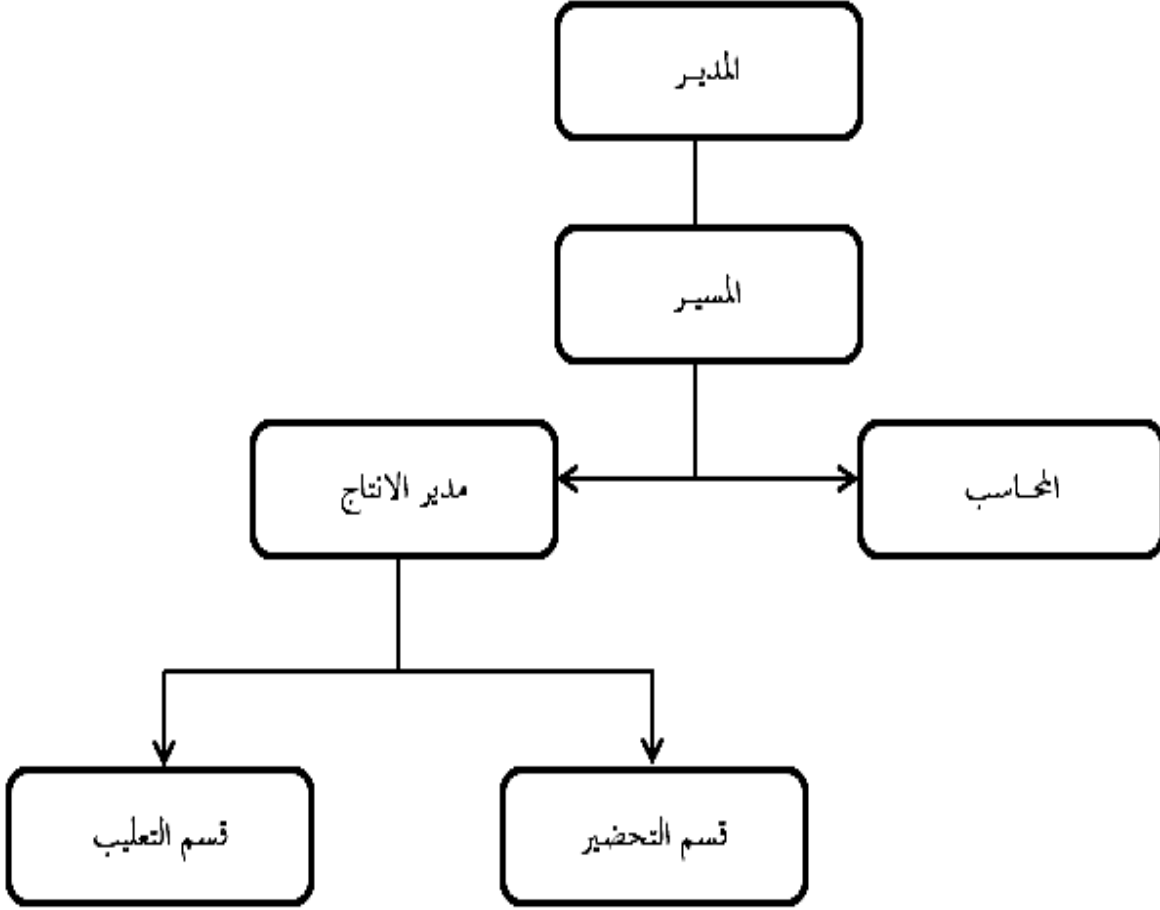 المديـر
المسيـر
المحـاسب
مدير الانتاج
قسم التحضير
قسم التعليب